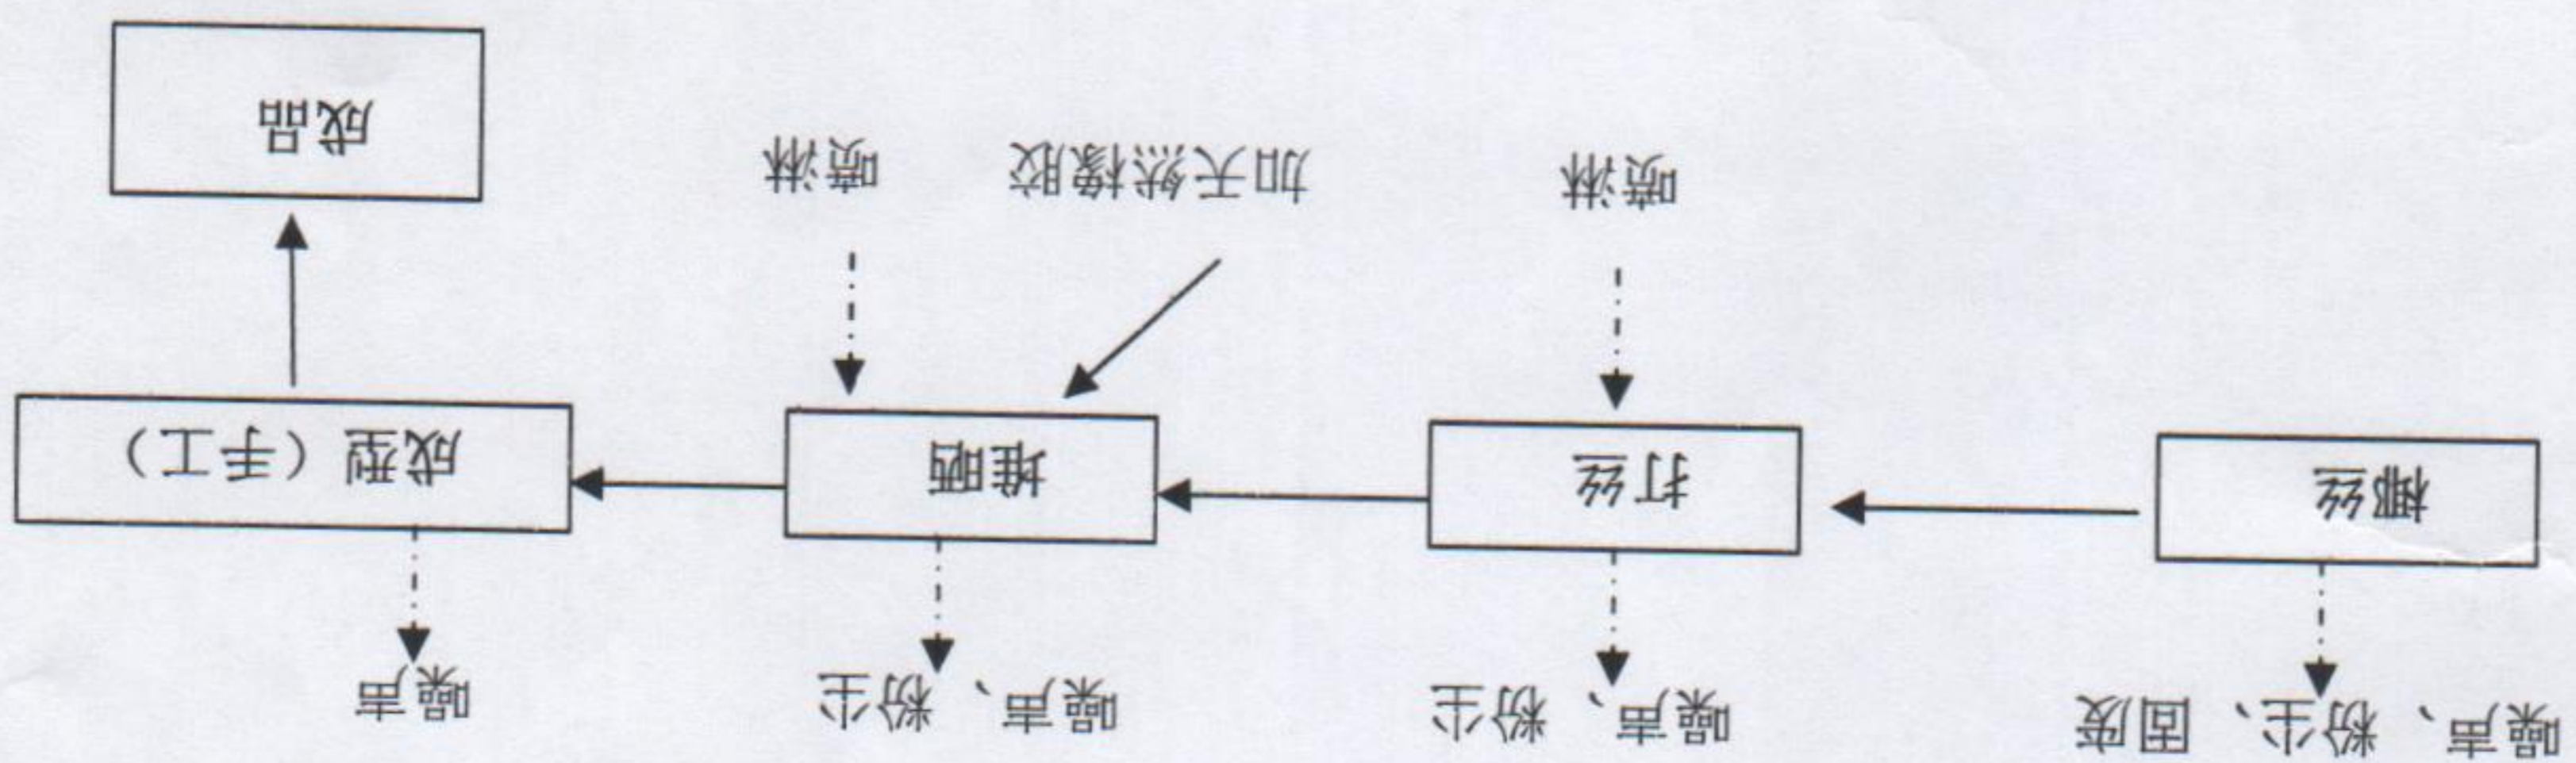 噪声、粉尘、固废
噪声、粉尘
噪声、粉尘
噪声
椰丝
打丝
堆晒
成型（手工）
喷淋
加天然橡胶
喷淋
成品